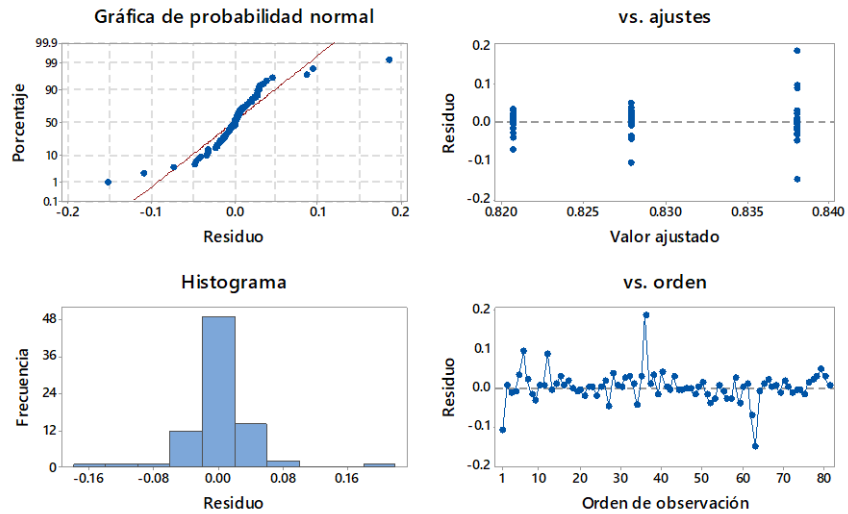 Gráfica de probabilidad normal
99.9
99
90
50
10
1
0.1
Porcentaje
-0.2 -0.1 0.0 0.1 0.2
Residuo
vs. ajustes
0.2
0.1
0.0
-0.1
-0.2
Residuo
0.820 0.825 0.830 0.835 0.840
Valor ajustado
Histograma
48
36
24
12
0
Frecuencia
-0.16 -0.08 0.00 0.08 0.16
Residuo
vs. orden
0.2
0.1
0.0
-0.1
-0.2
Residuo
1 10 20 30 40 50 60 70 80
Orden de observación